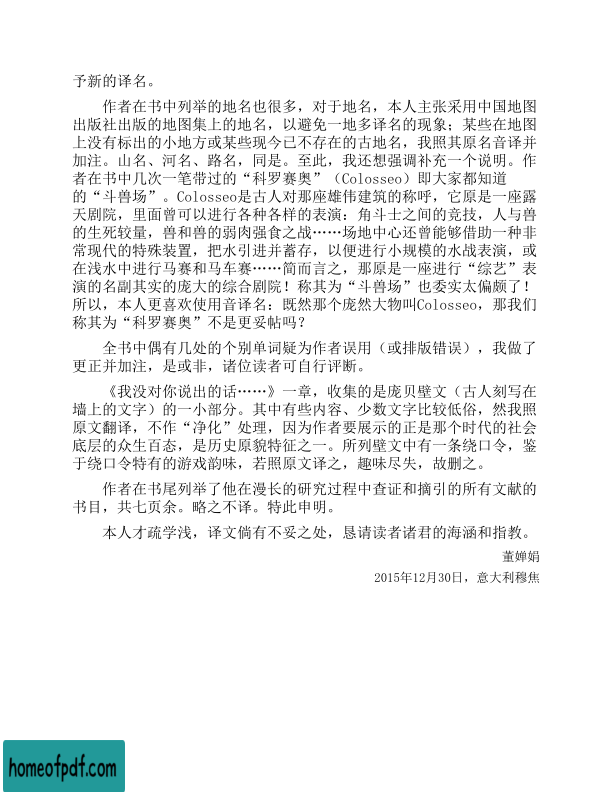 予新的译名。
作者在书中列举的地名也很多，对于地名，本人主张采用中国地图
出版社出版的地图集上的地名，以避免一地多译名的现象；某些在地图
上没有标出的小地方或某些现今已不存在的古地名，我照其原名音译并
加注。山名、河名、路名，同是。至此，我还想强调补充一个说明。作
者在书中几次一笔带过的“科罗赛奥”（Colosseo）即大家都知道
的“斗兽场”。Colosseo是古人对那座雄伟建筑的称呼，它原是一座露
天剧院，里面曾可以进行各种各样的表演：角斗士之间的竞技，人与兽
的生死较量，兽和兽的弱肉强食之战……场地中心还曾能够借助一种非
常现代的特殊装置，把水引进并蓄存，以便进行小规模的水战表演，或
在浅水中进行马赛和马车赛……简而言之，那原是一座进行“综艺”表
演的名副其实的庞大的综合剧院！称其为“斗兽场”也委实太偏颇了！
所以，本人更喜欢使用音译名：既然那个庞然大物叫Colosseo，那我们
称其为“科罗赛奥”不是更妥帖吗？
全书中偶有几处的个别单词疑为作者误用（或排版错误），我做了
更正并加注，是或非，诸位读者可自行评断。
《我没对你说出的话……》一章，收集的是庞贝壁文（古人刻写在
墙上的文字）的一小部分。其中有些内容、少数文字比较低俗，然我照
原文翻译，不作“净化”处理，因为作者要展示的正是那个时代的社会
底层的众生百态，是历史原貌特征之一。所列壁文中有一条绕口令，鉴
于绕口令特有的游戏韵味，若照原文译之，趣味尽失，故删之。
作者在书尾列举了他在漫长的研究过程中查证和摘引的所有文献的
书目，共七页余。略之不译。特此申明。
本人才疏学浅，译文倘有不妥之处，恳请读者诸君的海涵和指教。
董婵娟
2015年12月30日，意大利穆焦
homeofpdf.com